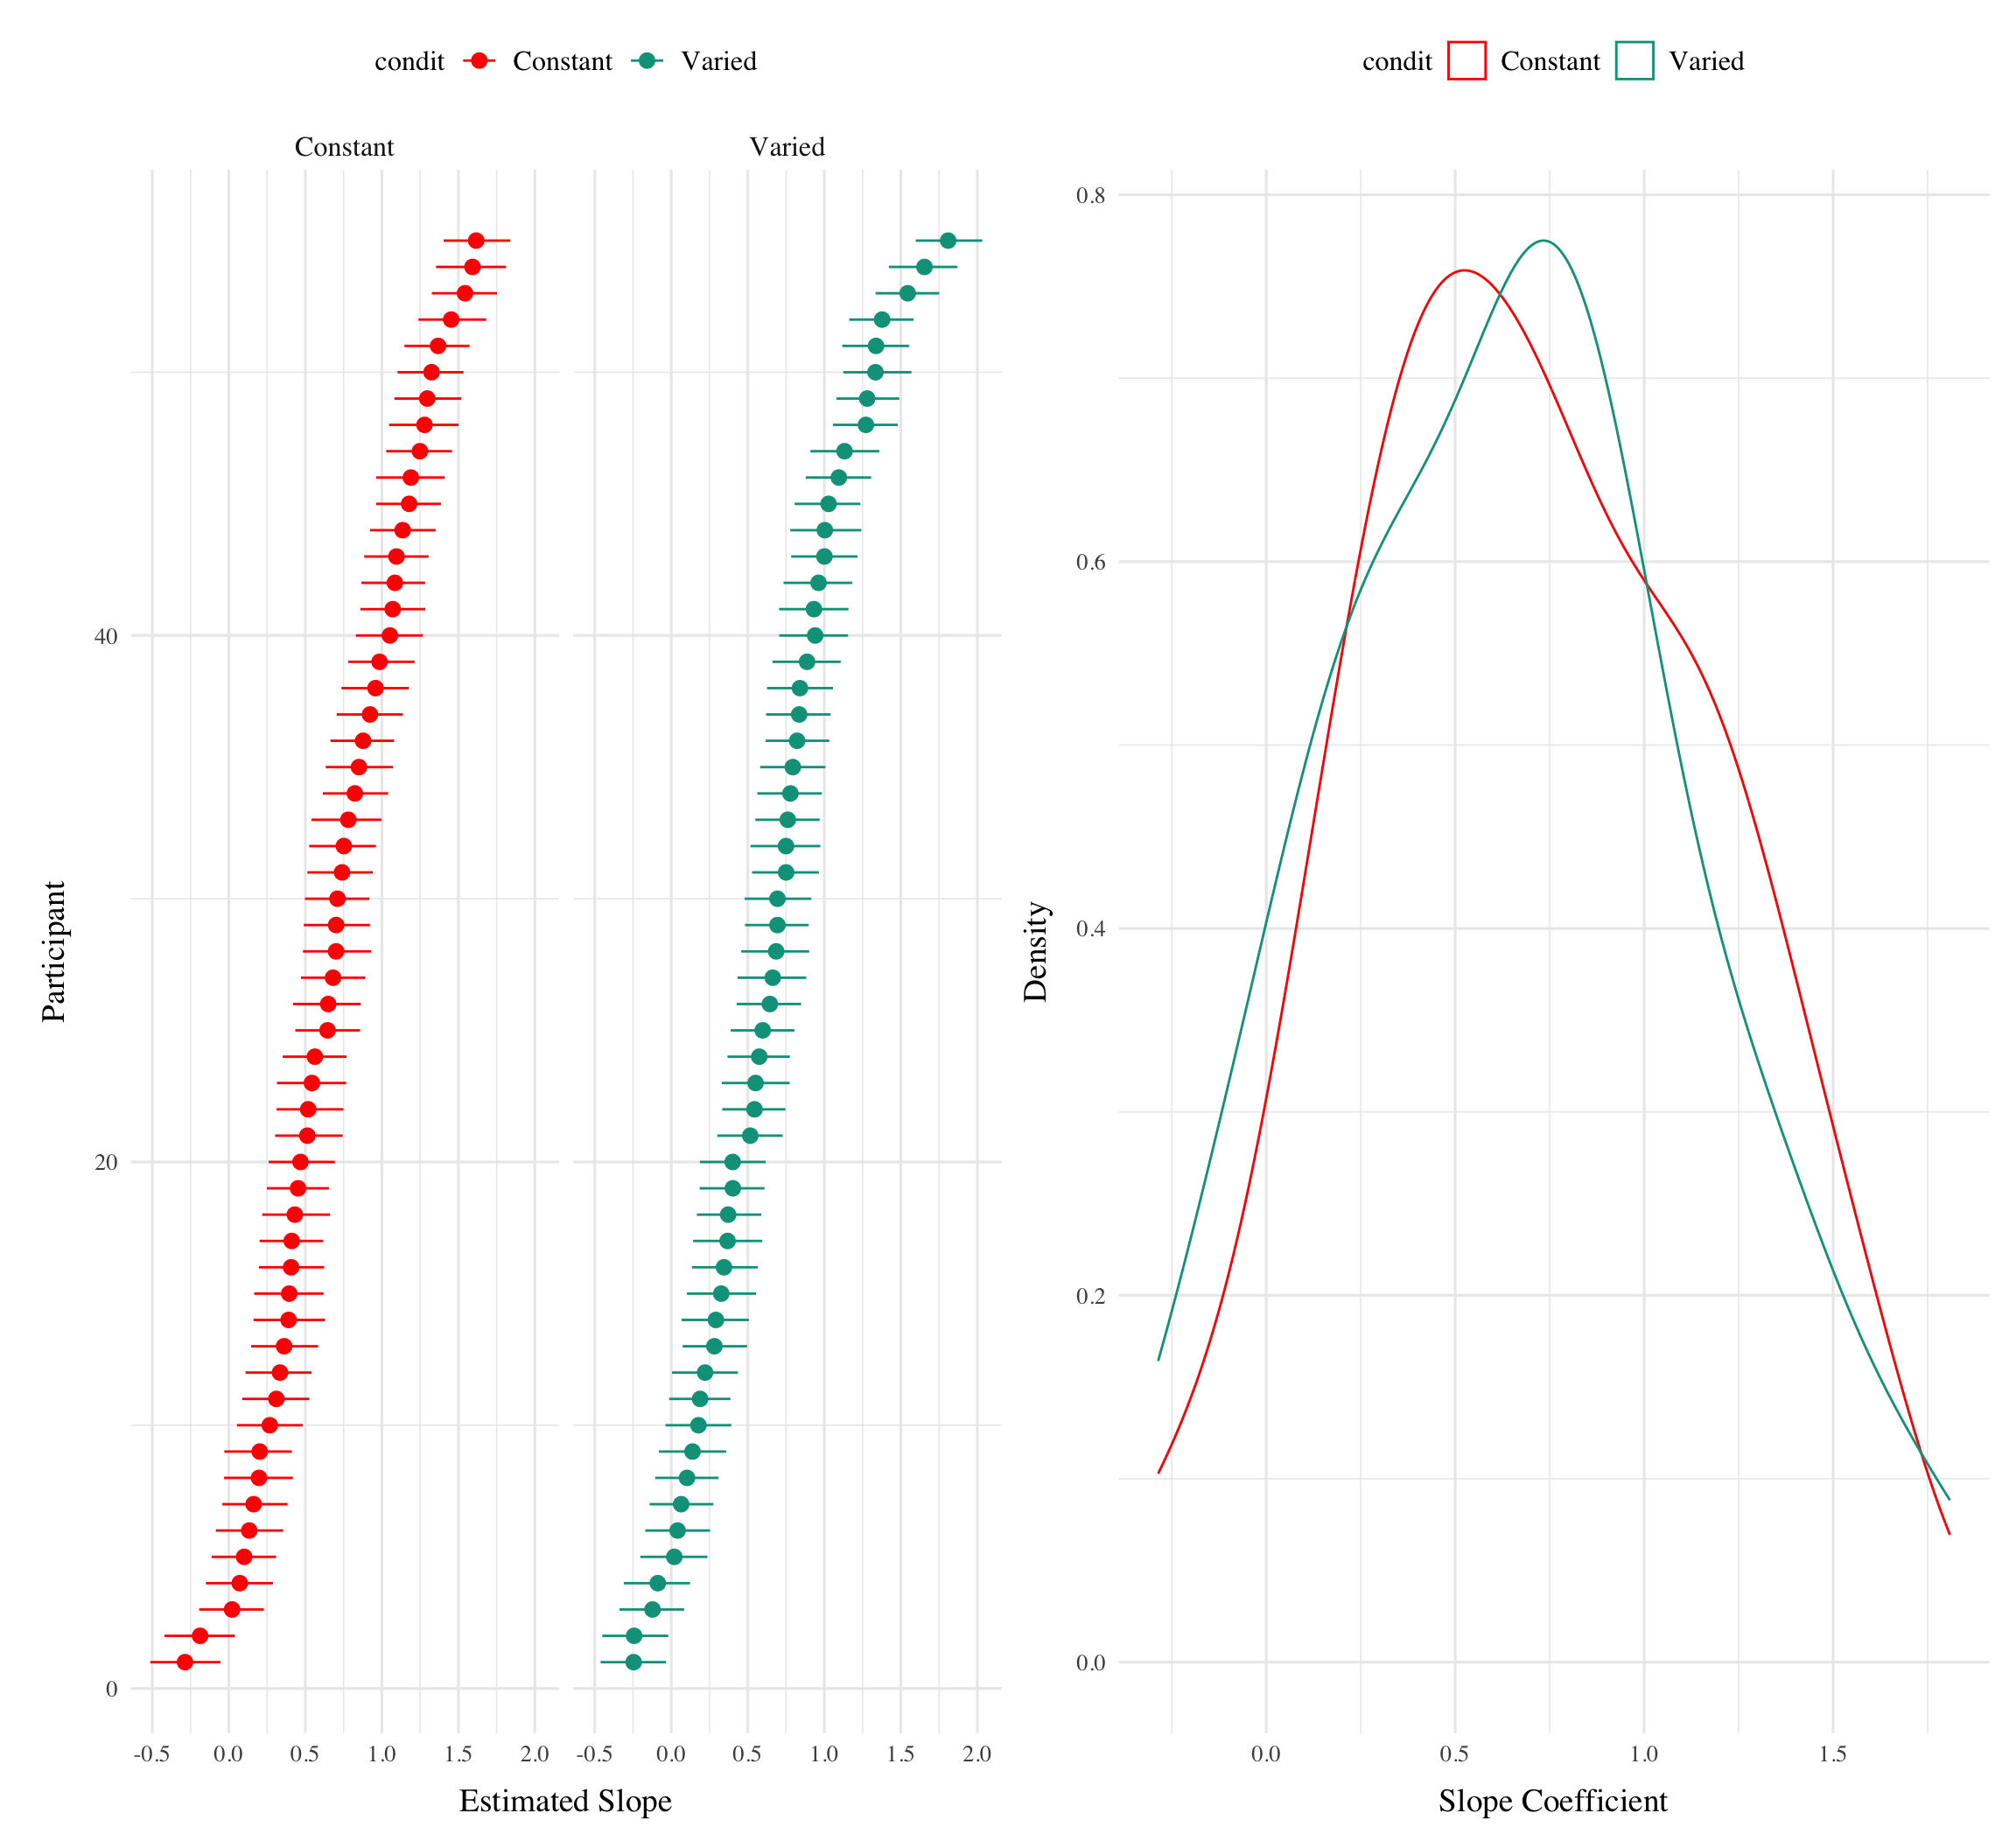 condit Constant Varied
Constant Varied
40
20
0
-0.5 0.0 0.5 1.0 1.5 2.0 -0.5 0.0 0.5 1.0 1.5 2.0
Participant
Estimated Slope
condit Constant Varied
0.8
0.6
0.4
0.2
0.0
0.0 0.5 1.0 1.5
Density
Slope Coefficient